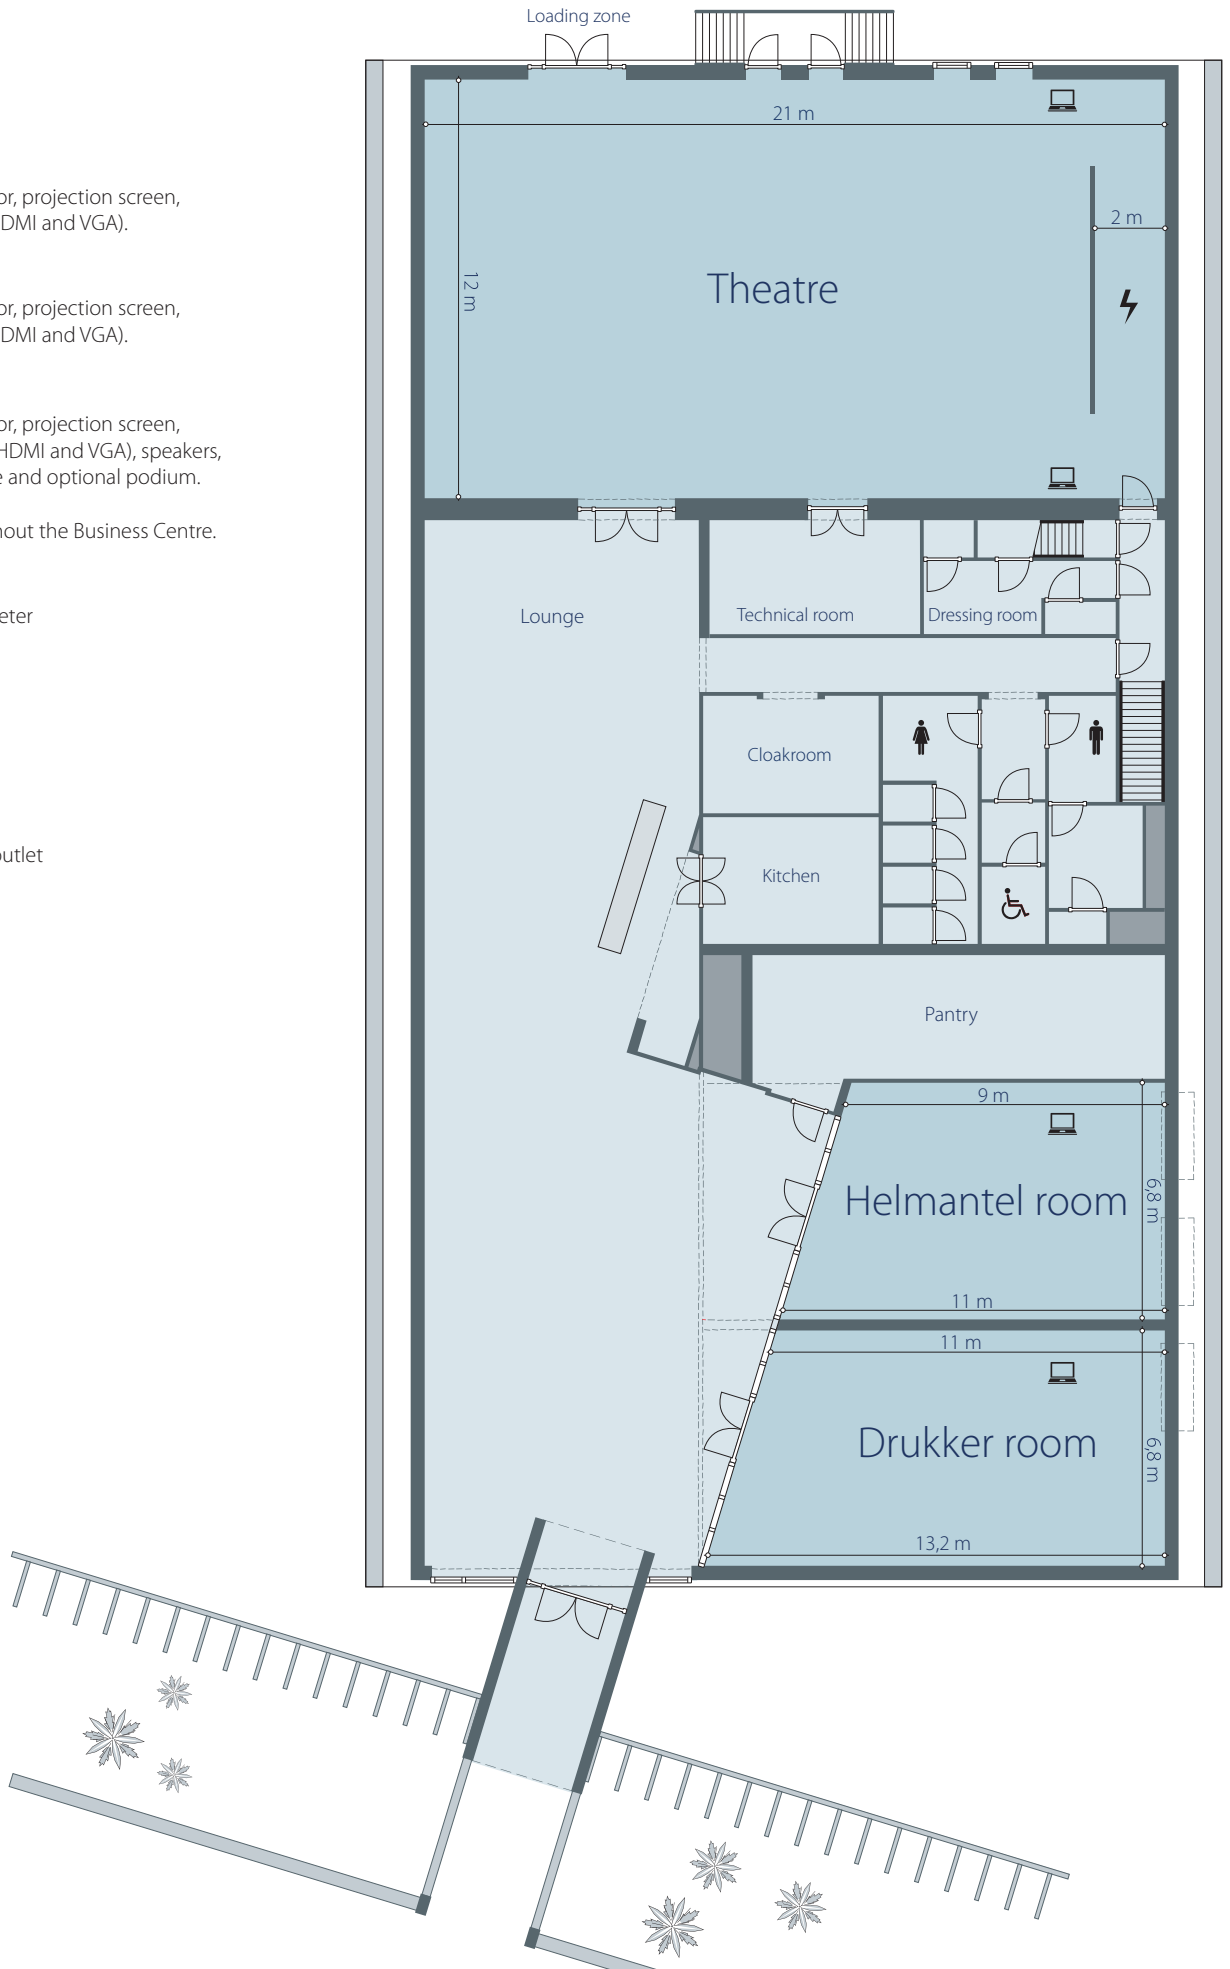 Loading zone
21 m
or, projection screen,
DMI and VGA).
2 m
12 m
Theatre
or, projection screen,
DMI and VGA).
or, projection screen,
HDMI and VGA), speakers,
e and optional podium.
hout the Business Centre.
Lounge
Technical room
Dressing room
eter
Cloakroom
outlet
Kitchen
Pantry
9 m
6,8 m
Helmantel room
11 m
11 m
Drukker room
6,8 m
13,2 m